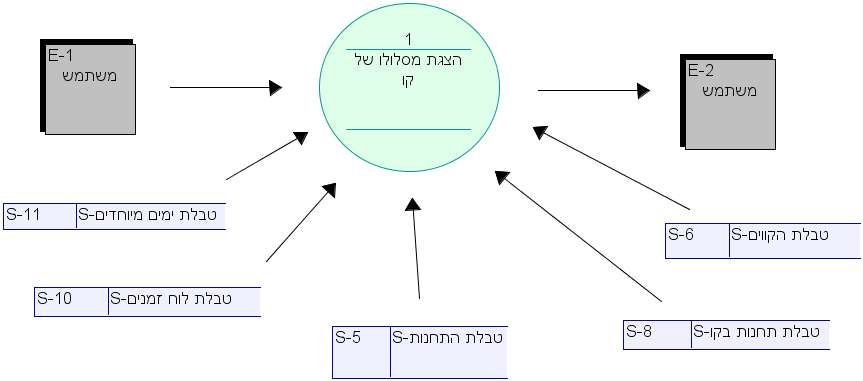 E-1
משתמש
1
הצגת מסלולו של
קו
E-2
משתמש
S-11
S-טבלת ימים מיוחדים
S-6
S-טבלת הקווים
S-10
S-טבלת לוח זמנים
S-5
S-טבלת התחנות
S-8
S-טבלת תחנות בקו